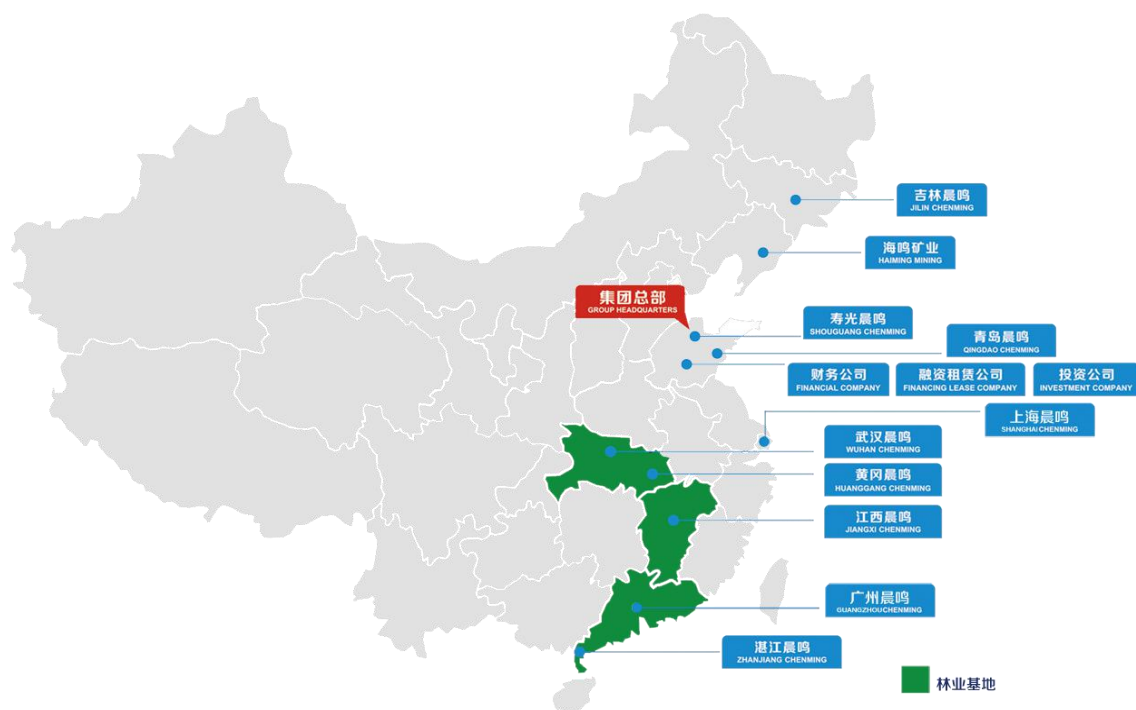 吉林晨鸣
JILIN CHENMING
海鸣矿业
HAIMING MINING
集团总部
GROUP HEADQUARTERS
寿光晨鸣
SHOUGUANG CHENMING
青岛晨鸣
QINGDAO CHENMING
财务公司
FINANCIAL COMPANY
融资租赁公司
FINANCING LEASE COMPANY
投资公司
INVESTMENT COMPANY
上海晨鸣
SHANGHAICHENMING
武汉晨鸣
WUHAN CHENMING
黄冈晨鸣
HUANGGANG CHENMING
江西晨鸣
JIANGXI CHENMING
广州晨鸣
GUANGZHOUCHENMING
湛江晨鸣
ZHANJIANG CHENMING
林业基地